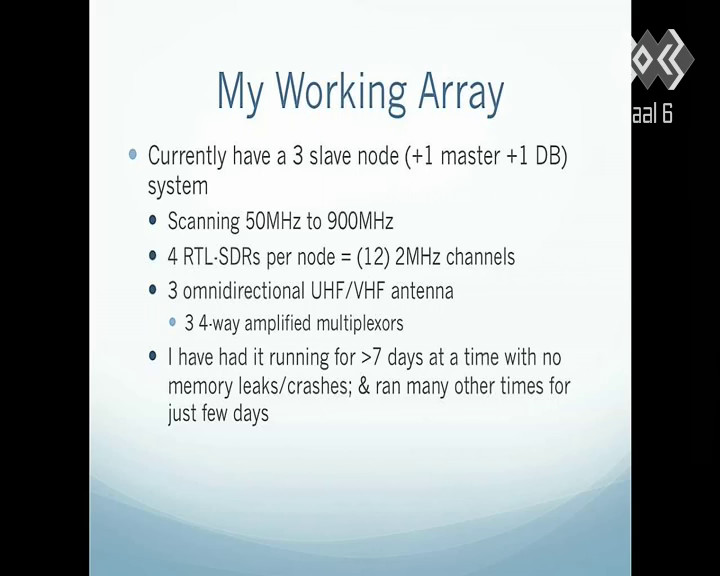 My Working Array
Currently have a 3 slave node (+1 master +1 DB)
system
Scanning 50MHz to 900MHz
4 RTL-SDRs per node = (12) 2MHz channels
3 omnidirectional UHF/VHF antenna
3 4-way amplified multiplexors
I have had it running for >7 days at a time with no
memory leaks/crashes; & ran many other times for
just few days
aal 6